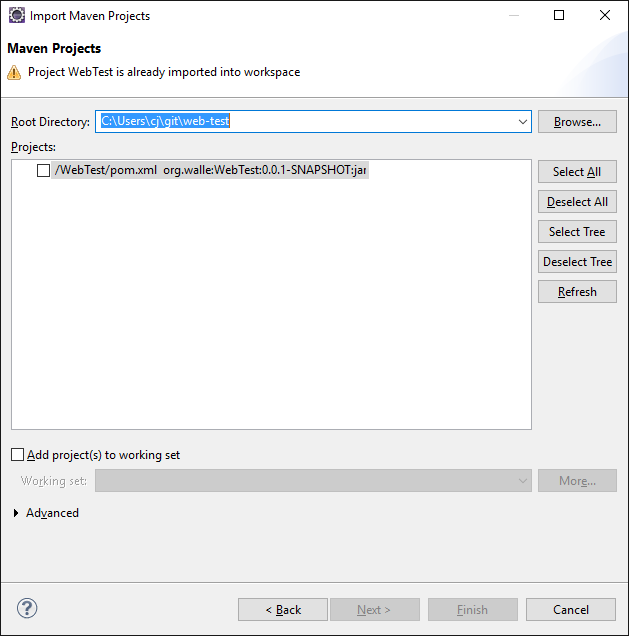 Import Maven Projects
Maven Projects
Project WebTest is already imported into workspace
Root Directory: C:\Users\cj\git\web-test Browse...
Projects:
/WebTest/pom.xml org.walle:WebTest:0.0.1-SNAPSHOT:jar
Select All
Deselect All
Select Tree
Deselect Tree
Refresh
Add project(s) to working set
Working set: More...
Advanced
? < Back Next > Finish Cancel